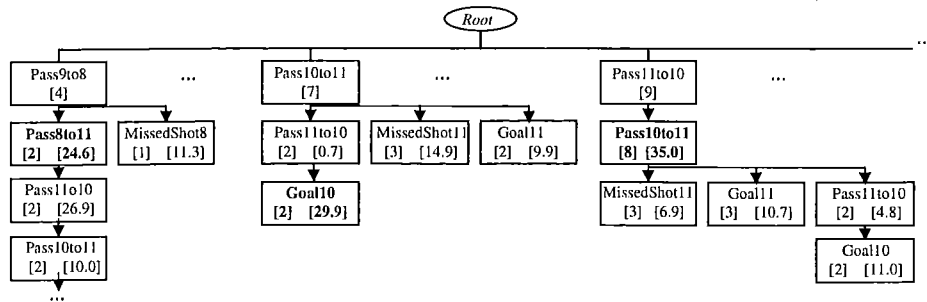 Root
...
Pass9to8
[4]
...
Pass10to11
[7]
...
Pass11to10
[9]
...
Pass8to11
[2] [24.6]
MissedShot8
[1] [11.3]
Pass11to10
[2] [0.7]
MissedShot11
[3] [14.9]
Goal11
[2] [9.9]
Pass10to11
[8] [35.0]
Pass11o10
[2] [26.9]
Goal10
[2] [29.9]
MissedShot11
[3] [6.9]
Goal11
[3] [10.7]
Pass11to10
[2] [4.8]
Pass10to11
[2] [10.0]
Goal10
[2] [11.0]
...